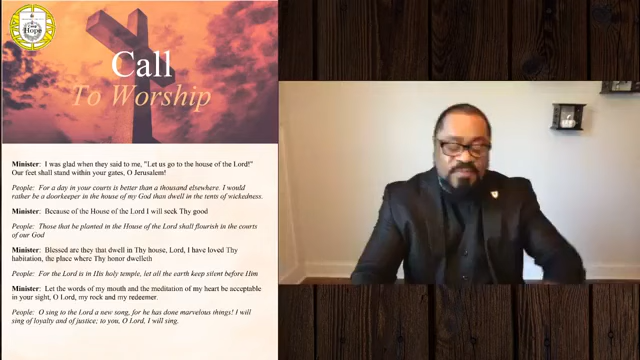 Hope
Call
To Worship
Minister: I was glad when they said to me, "Let us go to the house of the Lord!"
Our feet shall stand within your gates, O Jerusalem!
People: For a day in your courts is better than a thousand elsewhere. I would
rather be a doorkeeper in the house of my God than dwell in the tents of wickedness.
Minister: Because of the House of the Lord I will seek Thy good
People: Those that be planted in the House of the Lord shall flourish in the courts
of our God
Minister: Blessed are they that dwell in Thy house, Lord, I have loved Thy
habitation, the place where Thy honor dwelleth
People: For the Lord is in His holy temple, let all the earth keep silent before Him
Minister: Let the words of my mouth and the meditation of my heart be acceptable
in your sight, O Lord, my rock and my redeemer.
People: O sing to the Lord a new song, for he has done marvelous things! I will
sing of loyalty and of justice; to you, O Lord, I will sing.